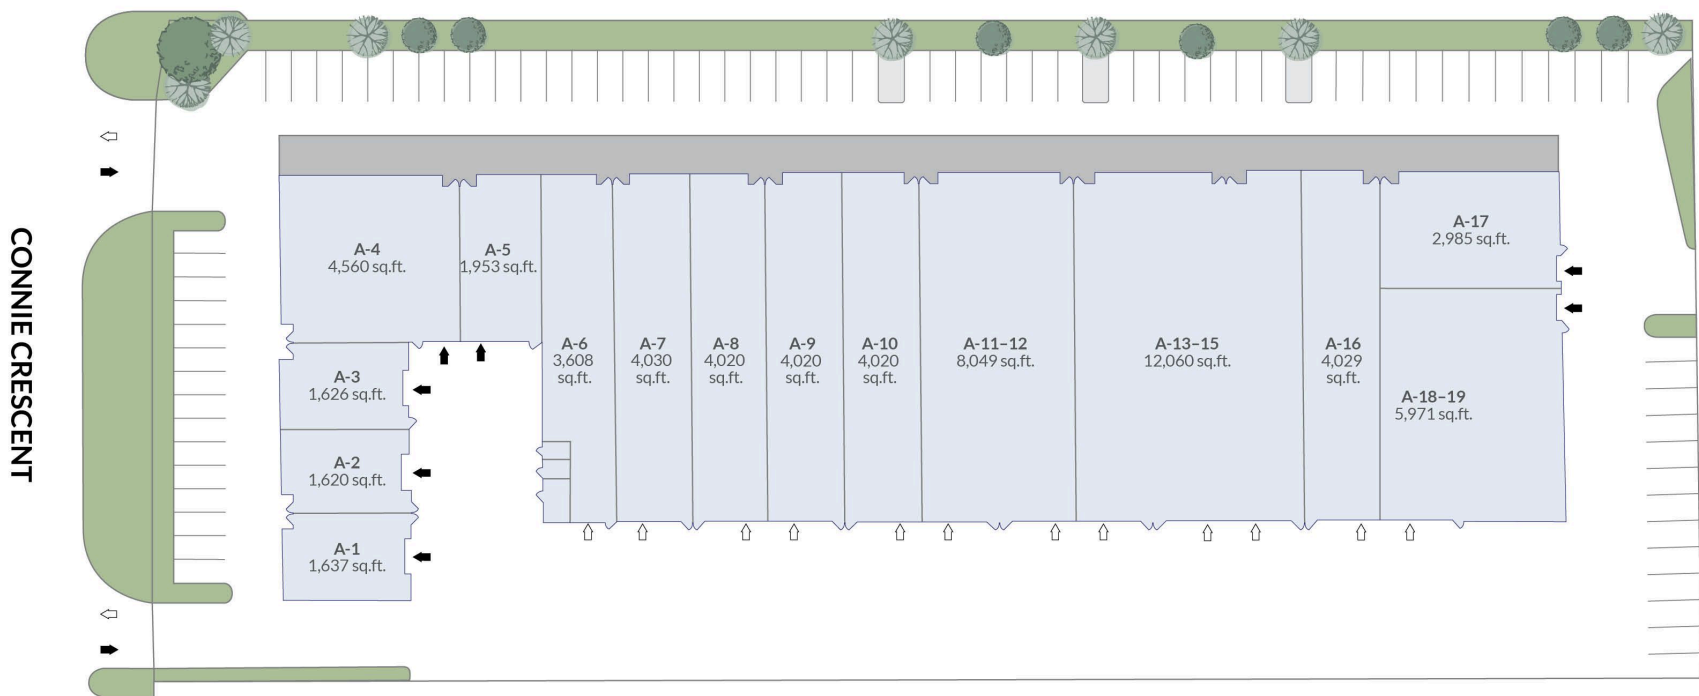 CONNIE CRESCENT
A-4
4,560 sq.ft.
A-5
1,953 sq.ft.
A-3
1,626 sq.ft.
A-2
1,620 sq.ft.
A-1
1,637 sq.ft.
A-6
3,608
sq.ft.
A-7
4,030
sq.ft.
A-8
4,020
sq.ft.
A-9
4,020
sq.ft.
A-10
4,020
sq.ft.
A-11–12
8,049 sq.ft.
A-13–15
12,060 sq.ft.
A-16
4,029
sq.ft.
A-17
2,985 sq.ft.
A-18–19
5,971 sq.ft.